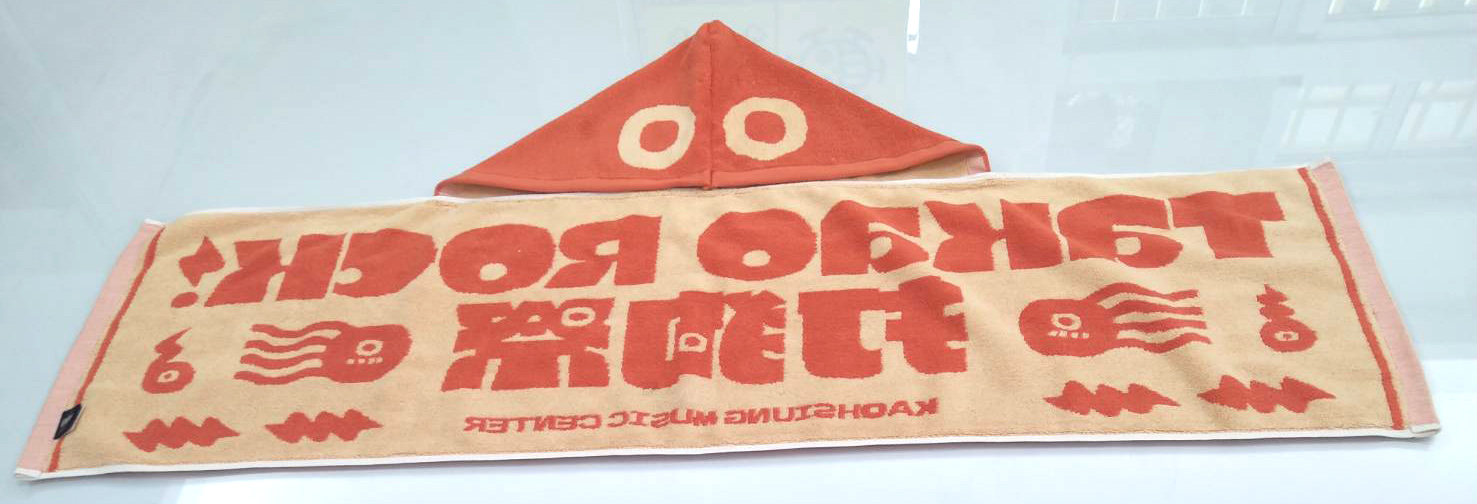 TAKAO ROCK!
打狗祭
KAOHSIUNG MUSIC CENTER